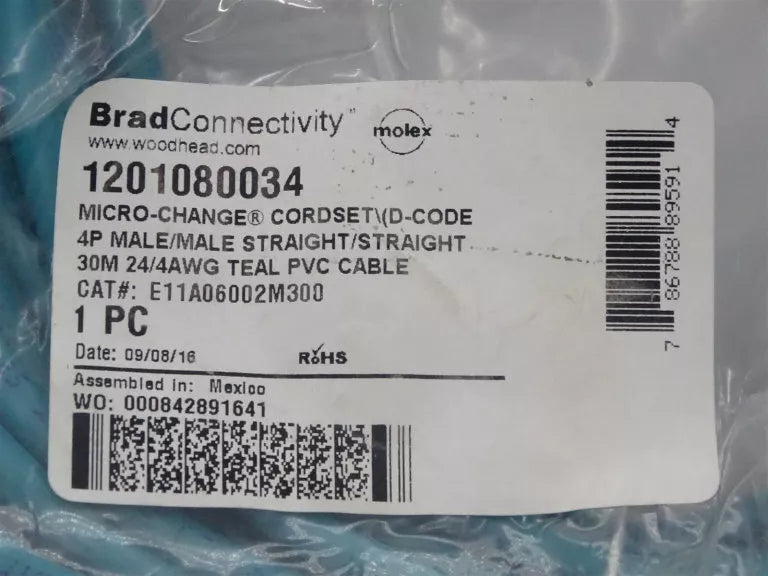 BradConnectivity™
molex
www.woodhead.com
1201080034
MICRO-CHANGE® CORDSET\(D-CODE
4P MALE/MALE STRAIGHT/STRAIGHT
30M 24/4AWG TEAL PVC CABLE
CAT#: E11A06002M300
1 PC
Date: 09/08/16
RoHS
Assembled in: Mexico
WO: 000842891641
7 86788 89591 4